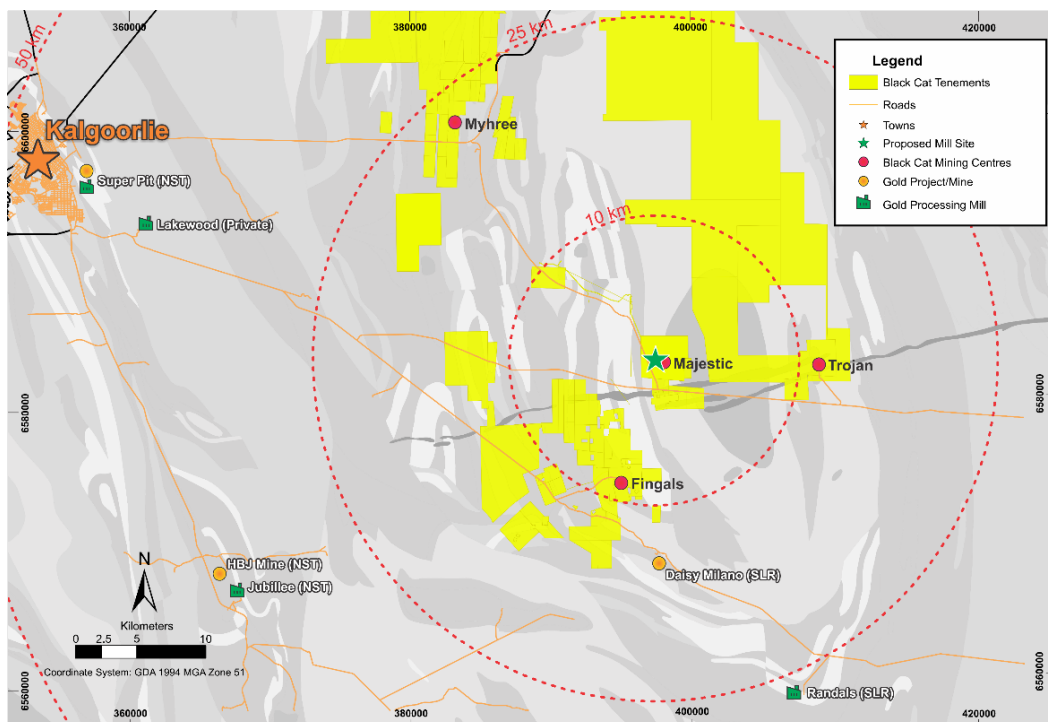 360000
380000
400000
420000
50 km
25 km
Legend
Black Cat Tenements
Roads
Towns
Proposed Mill Site
Black Cat Mining Centres
Gold Project/Mine
Gold Processing Mill
6600000
6600000
Kalgoorlie
Myhree
Super Pit (NST)
Lakewood (Private)
10 km
Majestic
Trojan
6580000
6580000
Fingals
HBJ Mine (NST)
Jubilee (NST)
Daisy Milano (SLR)
N
Kilometers
0 2.5 5 10
Coordinate System: GDA 1994 MGA Zone 51
Randals (SLR)
6560000
6560000
360000
380000
400000
420000